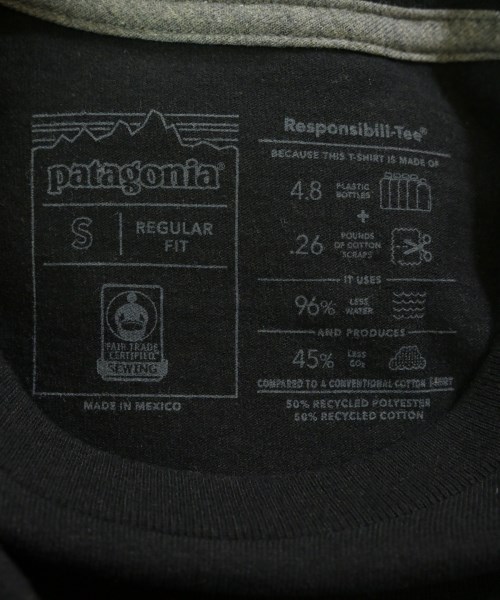 patagonia®
S
REGULAR
FIT
FAIR TRADE
CERTIFIED
SEWING
MADE IN MEXICO
Responsibili-Tee®
BECAUSE THIS T-SHIRT IS MADE OF
4.8 PLASTIC
BOTTLES
+
.26 POUNDS
OF COTTON
SCRAPS
IT USES
96% LESS
WATER
AND PRODUCES
45% LESS
CO₂
COMPARED TO A CONVENTIONAL COTTON T-SHIRT
50% RECYCLED POLYESTER
50% RECYCLED COTTON